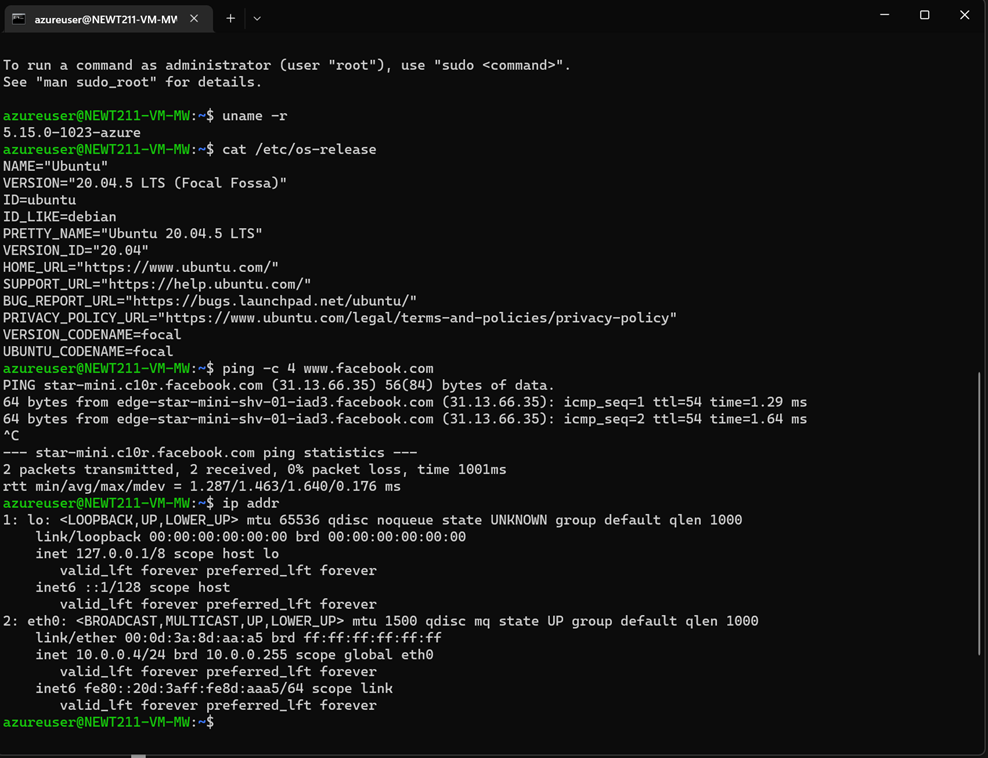 azureuser@NEWT211-VM-MW
To run a command as administrator (user "root"), use "sudo <command>".
See "man sudo_root" for details.
azureuser@NEWT211-VM-MW:~$ uname -r
5.15.0-1023-azure
azureuser@NEWT211-VM-MW:~$ cat /etc/os-release
NAME="Ubuntu"
VERSION="20.04.5 LTS (Focal Fossa)"
ID=ubuntu
ID_LIKE=debian
PRETTY_NAME="Ubuntu 20.04.5 LTS"
VERSION_ID="20.04"
HOME_URL="https://www.ubuntu.com/"
SUPPORT_URL="https://help.ubuntu.com/"
BUG_REPORT_URL="https://bugs.launchpad.net/ubuntu/"
PRIVACY_POLICY_URL="https://www.ubuntu.com/legal/terms-and-policies/privacy-policy"
VERSION_CODENAME=focal
UBUNTU_CODENAME=focal
azureuser@NEWT211-VM-MW:~$ ping -c 4 www.facebook.com
PING star-mini.c10r.facebook.com (31.13.66.35) 56(84) bytes of data.
64 bytes from edge-star-mini-shv-01-iad3.facebook.com (31.13.66.35): icmp_seq=1 ttl=54 time=1.29 ms
64 bytes from edge-star-mini-shv-01-iad3.facebook.com (31.13.66.35): icmp_seq=2 ttl=54 time=1.64 ms
^C
--- star-mini.c10r.facebook.com ping statistics ---
2 packets transmitted, 2 received, 0% packet loss, time 1001ms
rtt min/avg/max/mdev = 1.287/1.463/1.640/0.176 ms
azureuser@NEWT211-VM-MW:~$ ip addr
1: lo: <LOOPBACK,UP,LOWER_UP> mtu 65536 qdisc noqueue state UNKNOWN group default qlen 1000
    link/loopback 00:00:00:00:00:00 brd 00:00:00:00:00:00
    inet 127.0.0.1/8 scope host lo
       valid_lft forever preferred_lft forever
    inet6 ::1/128 scope host
       valid_lft forever preferred_lft forever
2: eth0: <BROADCAST,MULTICAST,UP,LOWER_UP> mtu 1500 qdisc mq state UP group default qlen 1000
    link/ether 00:0d:3a:8d:aa:a5 brd ff:ff:ff:ff:ff:ff
    inet 10.0.0.4/24 brd 10.0.0.255 scope global eth0
       valid_lft forever preferred_lft forever
    inet6 fe80::20d:3aff:fe8d:aaa5/64 scope link
       valid_lft forever preferred_lft forever
azureuser@NEWT211-VM-MW:~$